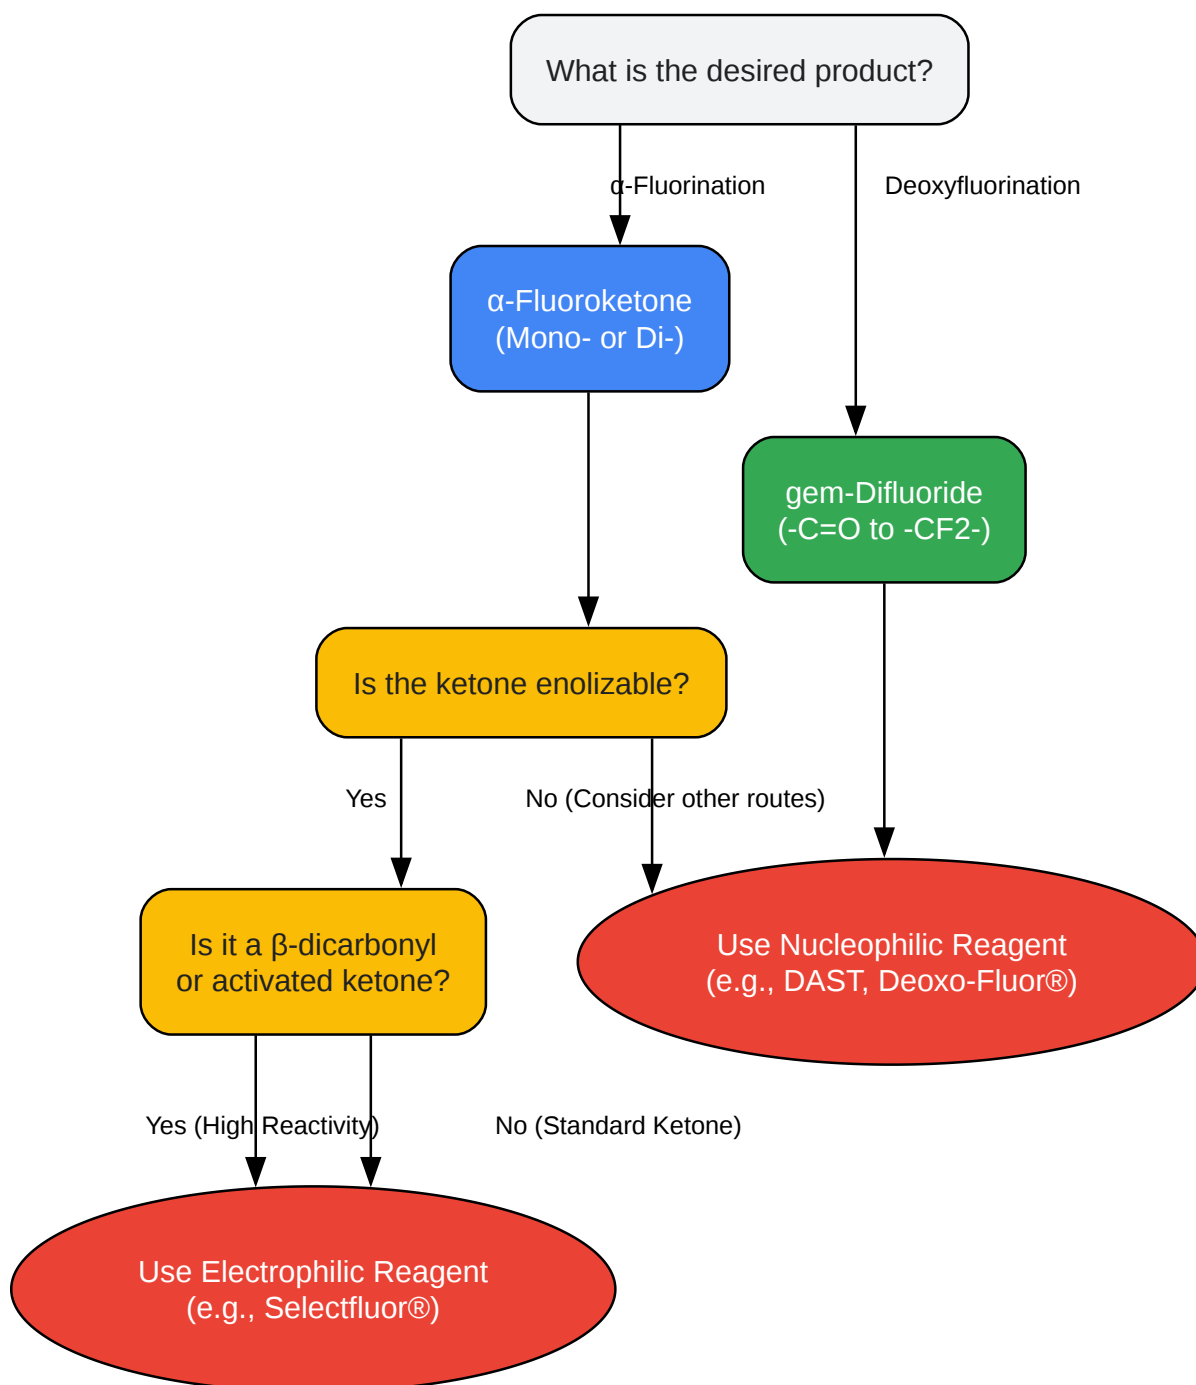 What is the desired product?
α-Fluorination
Deoxyfluorination
α-Fluoroketone
(Mono- or Di-)
gem-Difluoride
(-C=O to -CF2-)
Is the ketone enolizable?
Yes
No (Consider other routes)
Is it a β-dicarbonyl
or activated ketone?
Use Nucleophilic Reagent
(e.g., DAST, Deoxo-Fluor®)
Yes (High Reactivity)
No (Standard Ketone)
Use Electrophilic Reagent
(e.g., Selectfluor®)